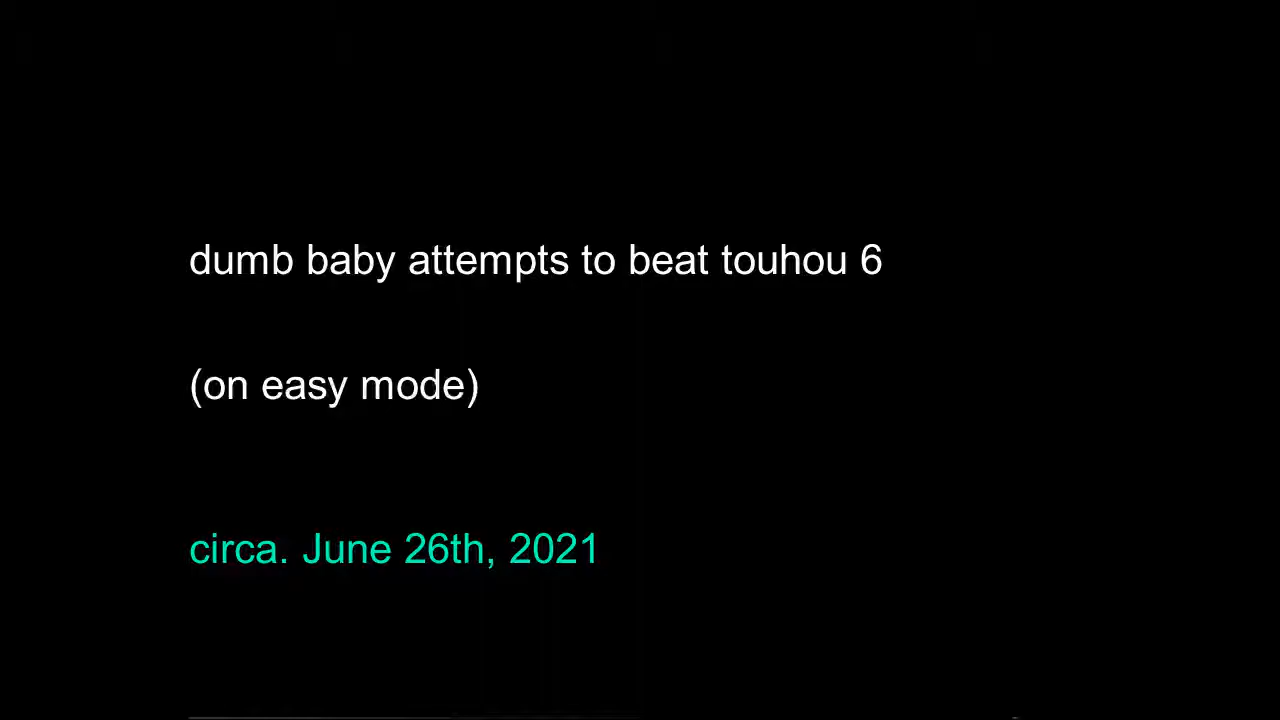 dumb baby attempts to beat touhou 6
(on easy mode)
circa. June 26th, 2021